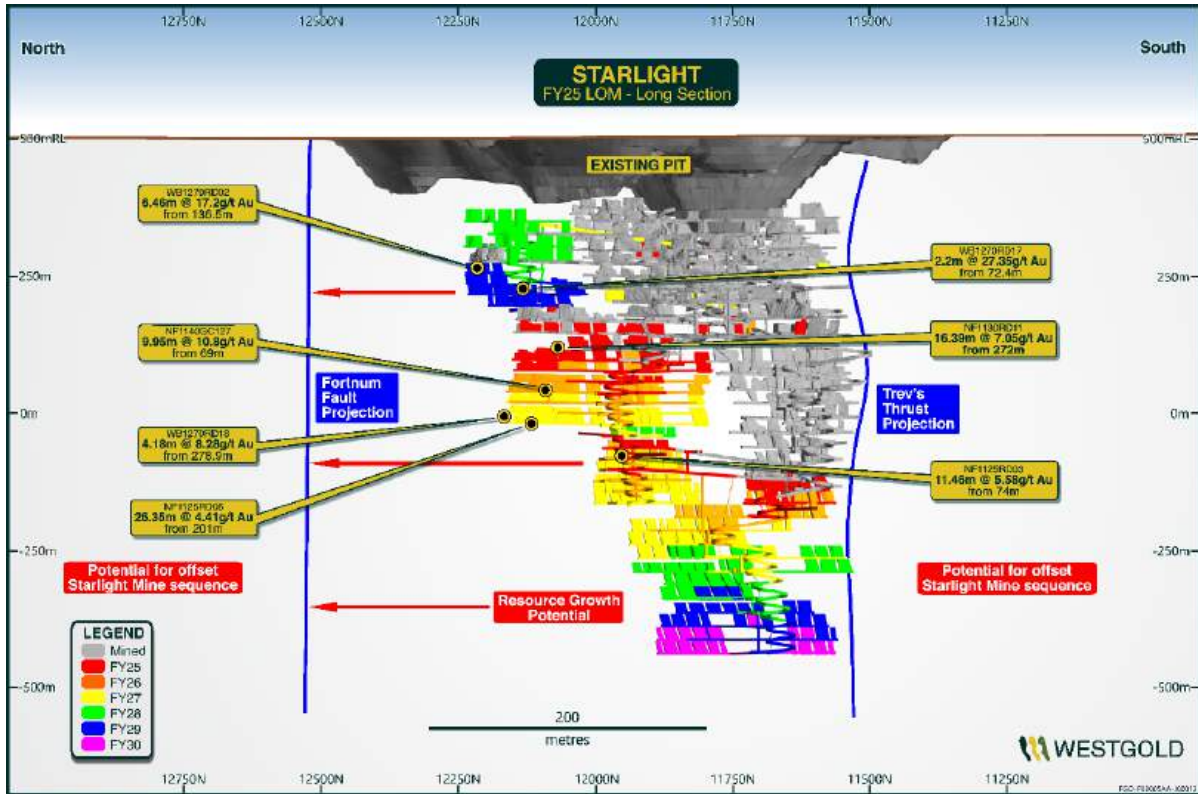 12750N 12500N 12250N 12000N 11750N 11500N 11250N
North
South
STARLIGHT
FY25 LOM - Long Section
500mRL
500mRL
EXISTING PIT
WB1270RD02
6.46m @ 17.2g/t Au
from 136.5m
WB1270RD17
2.2m @ 27.35g/t Au
from 72.4m
250m
250m
NF1140GC127
9.95m @ 10.8g/t Au
from 69m
NF1130RD11
16.39m @ 7.05g/t Au
from 272m
Fortnum
Fault
Projection
Trev's
Thrust
Projection
0m
0m
WB1270RD18
4.18m @ 8.28g/t Au
from 278.9m
NF1125RD03
11.46m @ 5.58g/t Au
from 74m
NF1125RD05
26.35m @ 4.41g/t Au
from 201m
-250m
-250m
Potential for offset
Starlight Mine sequence
Potential for offset
Starlight Mine sequence
Resource Growth
Potential
LEGEND
Mined
FY25
FY26
FY27
FY28
FY29
FY30
-500m
-500m
200
metres
WESTGOLD
12750N 12500N 12250N 12000N 11750N 11500N 11250N